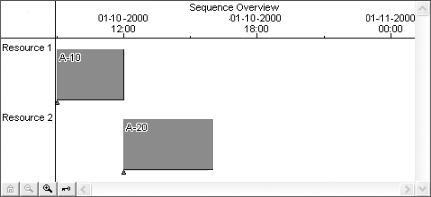 Sequence Overview
01-10-2000 01-10-2000 01-11-2000
12:00 18:00 00:00
Resource 1
A-10
Resource 2
A-20